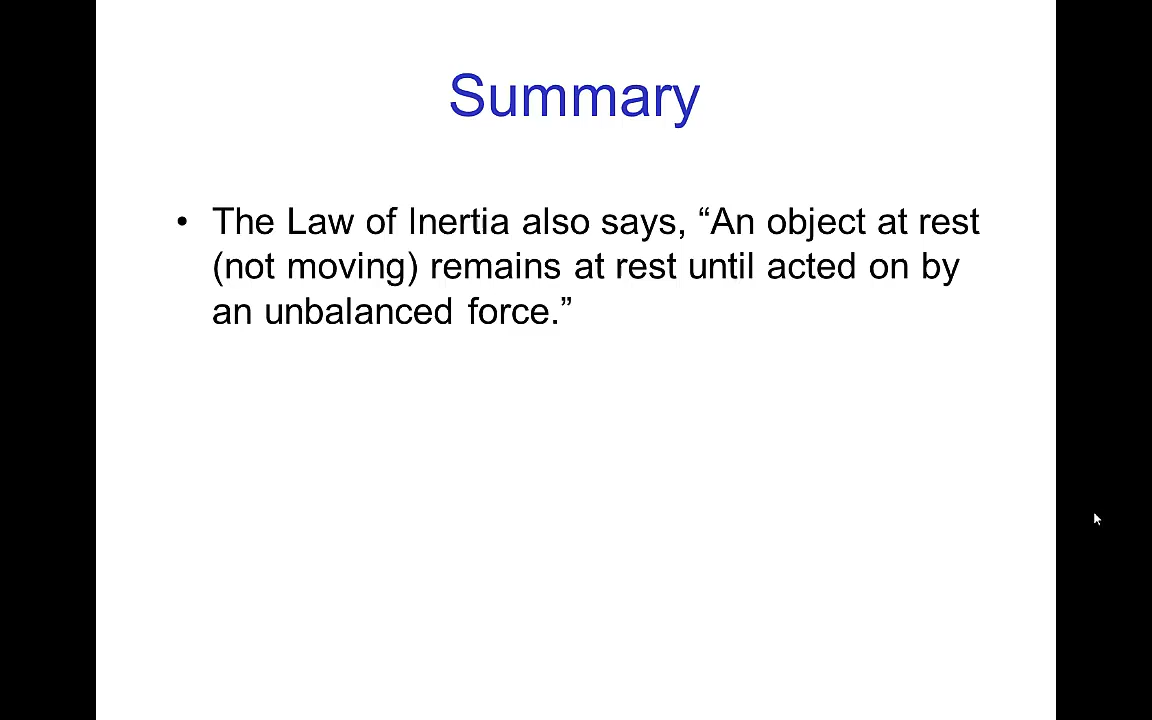 Summary
• The Law of Inertia also says, “An object at rest
(not moving) remains at rest until acted on by
an unbalanced force.”